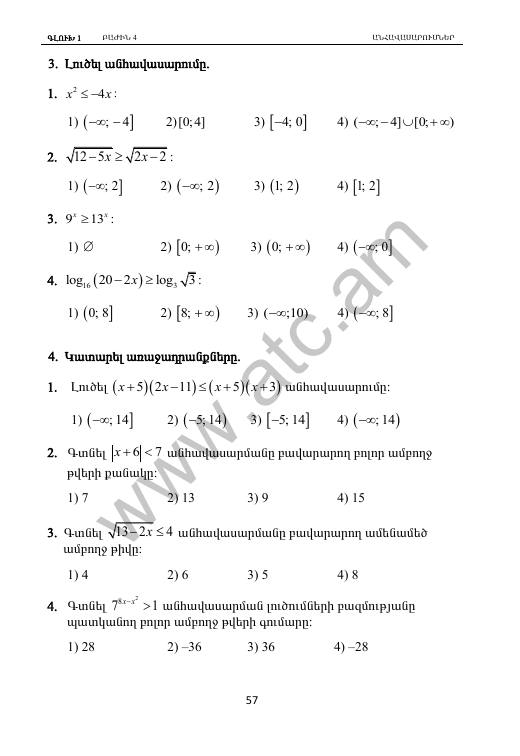 ԳԼՈՒԽ 1 ԲԱԺԻՆ 4 ԱՆՀԱՎԱՍԱՐՈՒՄՆԵՐ
3. Լուծել անհավասարումը.
1. x² ≤ −4x :
1) (−∞; −4] 2)[0;4] 3) [−4; 0] 4) (−∞;−4]∪[0;+∞)
2. √(12−5x) ≥ √(2x−2) :
1) (−∞; 2] 2) (−∞; 2) 3) (1; 2) 4) [1; 2]
3. 9ˣ ≥ 13ˣ :
1) ∅ 2) [0; +∞) 3) (0; +∞) 4) (−∞; 0]
4. log₁₆ (20−2x) ≥ log₃ √3 :
1) (0; 8] 2) [8; +∞) 3) (−∞;10) 4) (−∞; 8]
4. Կատարել առաջադրանքները.
1. Լուծել (x+5)(2x−11) ≤ (x+5)(x+3) անհավասարումը:
1) (−∞; 14] 2) (−5; 14) 3) [−5; 14] 4) (−∞; 14)
2. Գտնել |x+6| < 7 անհավասարմանը բավարարող բոլոր ամբողջ
թվերի քանակը:
1) 7 2) 13 3) 9 4) 15
3. Գտնել √(13−2x) ≤ 4 անհավասարմանը բավարարող ամենամեծ
ամբողջ թիվը:
1) 4 2) 6 3) 5 4) 8
4. Գտնել 7^(8x−x²) > 1 անհավասարման լուծումների բազմությանը
պատկանող բոլոր ամբողջ թվերի գումարը:
1) 28 2) –36 3) 36 4) –28
www.atc.am
57